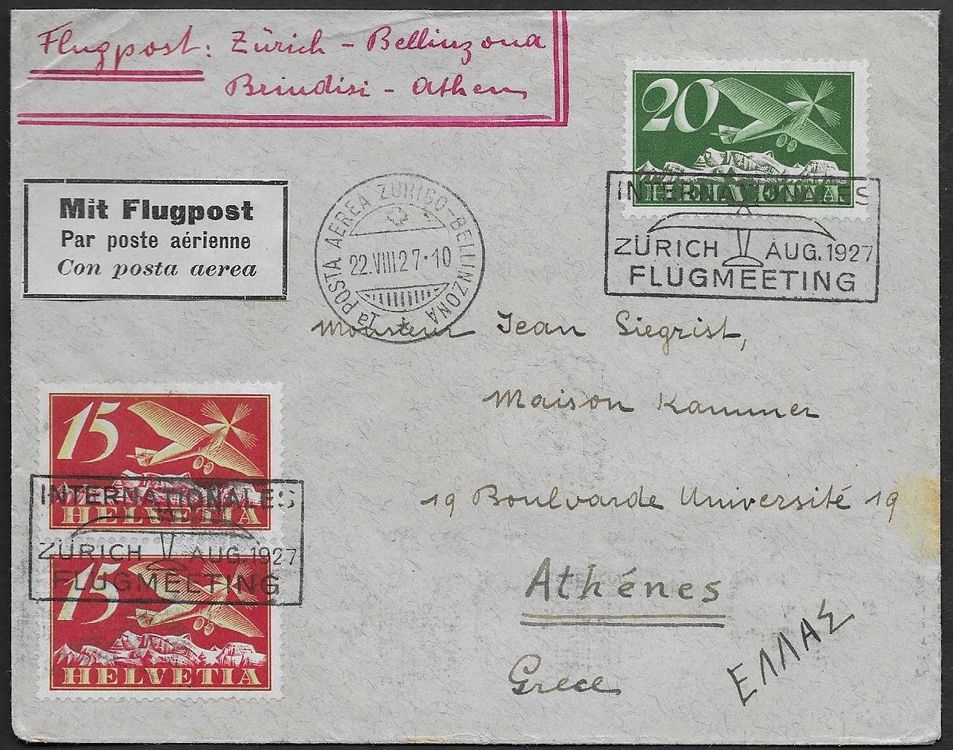 Flugpost: Zürich - Bellinzona
Brindisi - Athen
20
HELVETIA
INTERNATIONALES
ZÜRICH AUG. 1927
FLUGMEETING
Mit Flugpost
Par poste aérienne
Con posta aerea
1a POSTA AEREA ZURIGO-BELLINZONA
22.VIII 27·10
Monsieur Jean Siegrist,
Maison Kammer
19 Boulvarde Université 19
Athénes
Grece
ΕΛΛΑΣ
15
HELVETIA
INTERNATIONALES
ZÜRICH AUG. 1927
FLUGMEETING
15
HELVETIA